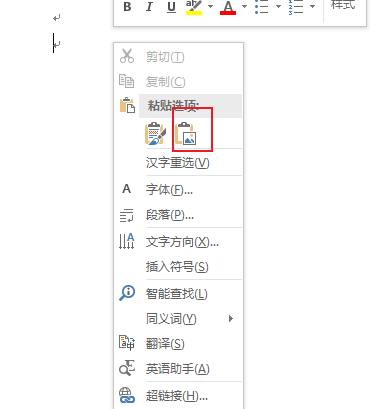 B I U aby A 样式
剪切(T)
复制(C)
粘贴选项:
汉字重选(V)
A 字体(F)...
段落(P)...
文字方向(X)...
插入符号(S)
智能查找(L)
同义词(Y)
翻译(S)
英语助手(A)
超链接(H)...